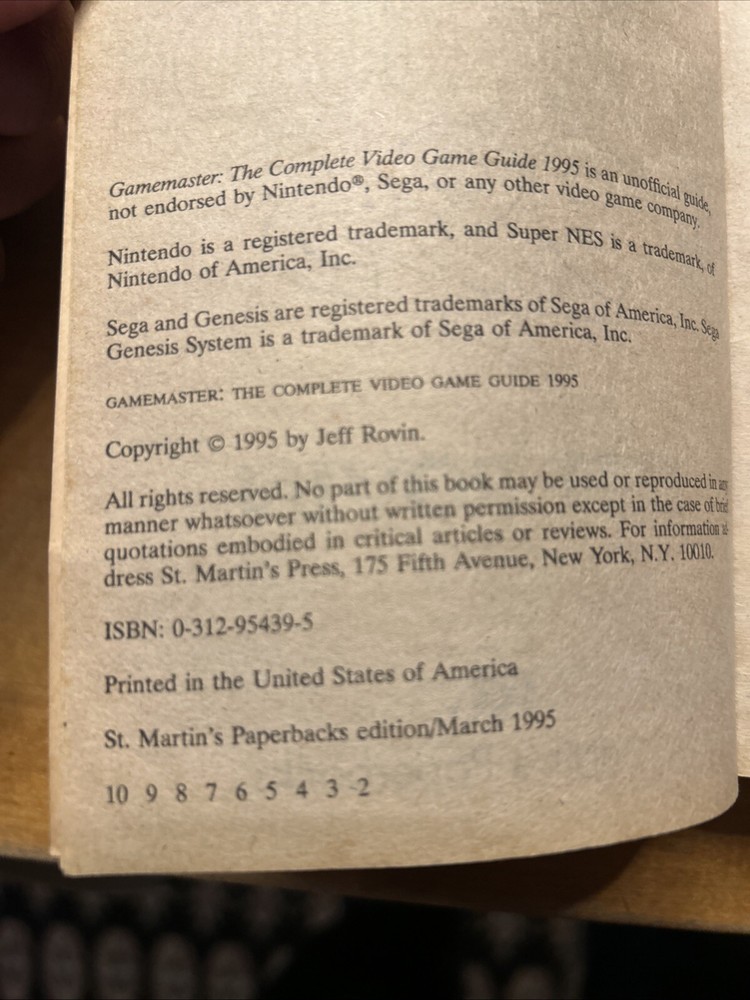 Gamemaster: The Complete Video Game Guide 1995 is an unofficial guide,
not endorsed by Nintendo®, Sega, or any other video game company.
Nintendo is a registered trademark, and Super NES is a trademark, of
Nintendo of America, Inc.
Sega and Genesis are registered trademarks of Sega of America, Inc. Sega
Genesis System is a trademark of Sega of America, Inc.
GAMEMASTER: THE COMPLETE VIDEO GAME GUIDE 1995
Copyright © 1995 by Jeff Rovin.
All rights reserved. No part of this book may be used or reproduced in any
manner whatsoever without written permission except in the case of brief
quotations embodied in critical articles or reviews. For information ad-
dress St. Martin's Press, 175 Fifth Avenue, New York, N.Y. 10010.
ISBN: 0-312-95439-5
Printed in the United States of America
St. Martin's Paperbacks edition/March 1995
10 9 8 7 6 5 4 3 2